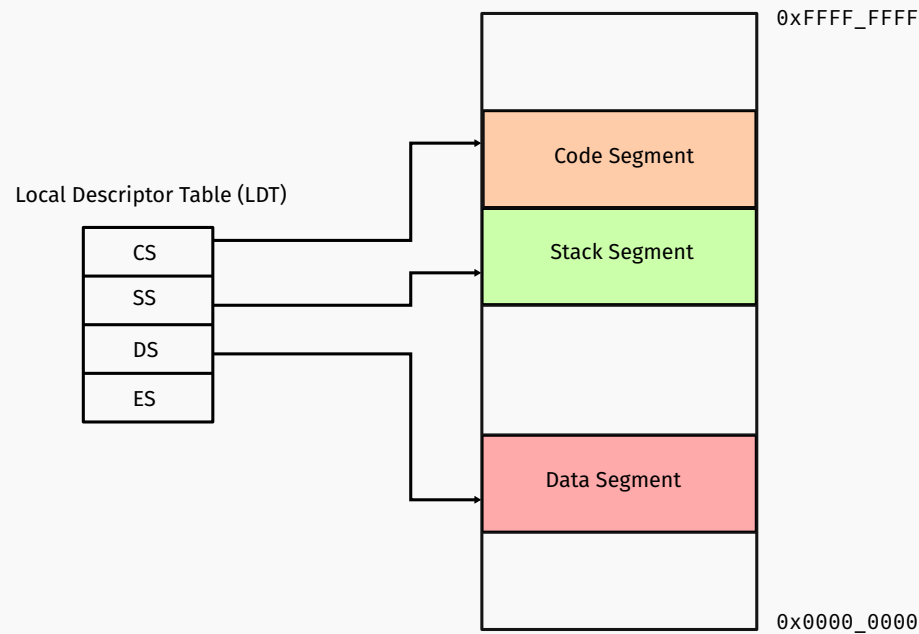 0xFFFF_FFFF
Code Segment
Local Descriptor Table (LDT)
CS
Stack Segment
SS
DS
ES
Data Segment
0x0000_0000